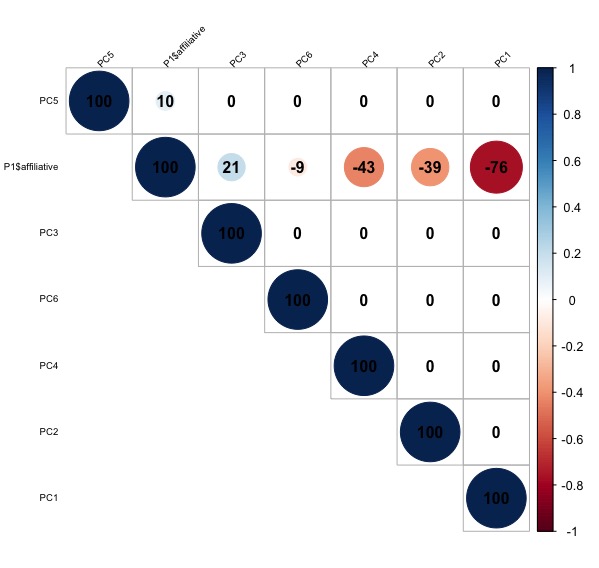 PC5 P1$affiliative PC3 PC6 PC4 PC2 PC1
PC5 100 10 0 0 0 0 0
P1$affiliative 100 21 -9 -43 -39 -76
PC3 100 0 0 0 0
PC6 100 0 0 0
PC4 100 0 0
PC2 100 0
PC1 100
1
0.8
0.6
0.4
0.2
0
-0.2
-0.4
-0.6
-0.8
-1